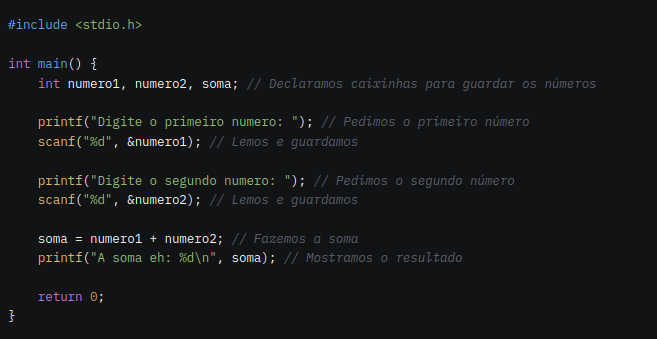 #include <stdio.h>
int main() {
    int numero1, numero2, soma; // Declaramos caixinhas para guardar os números
    printf("Digite o primeiro numero: "); // Pedimos o primeiro número
    scanf("%d", &numero1); // Lemos e guardamos
    printf("Digite o segundo numero: "); // Pedimos o segundo número
    scanf("%d", &numero2); // Lemos e guardamos
    soma = numero1 + numero2; // Fazemos a soma
    printf("A soma eh: %d\n", soma); // Mostramos o resultado
    return 0;
}